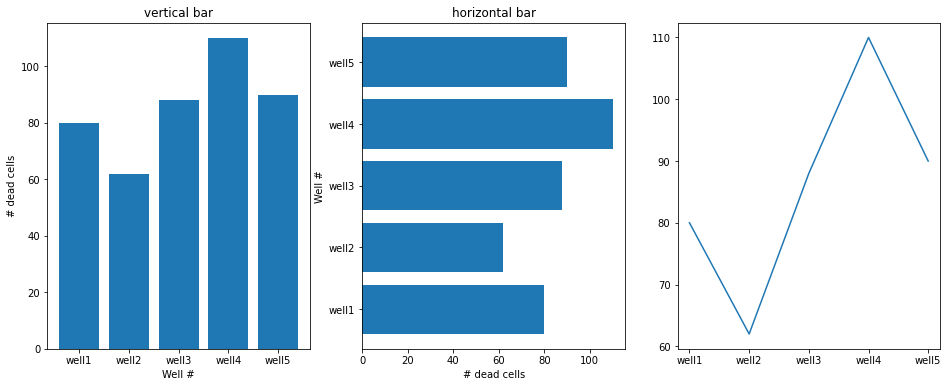 vertical bar
# dead cells
100
80
60
40
20
0
well1 well2 well3 well4 well5
Well #
horizontal bar
Well #
well5
well4
well3
well2
well1
0 20 40 60 80 100
# dead cells
110
100
90
80
70
60
well1 well2 well3 well4 well5